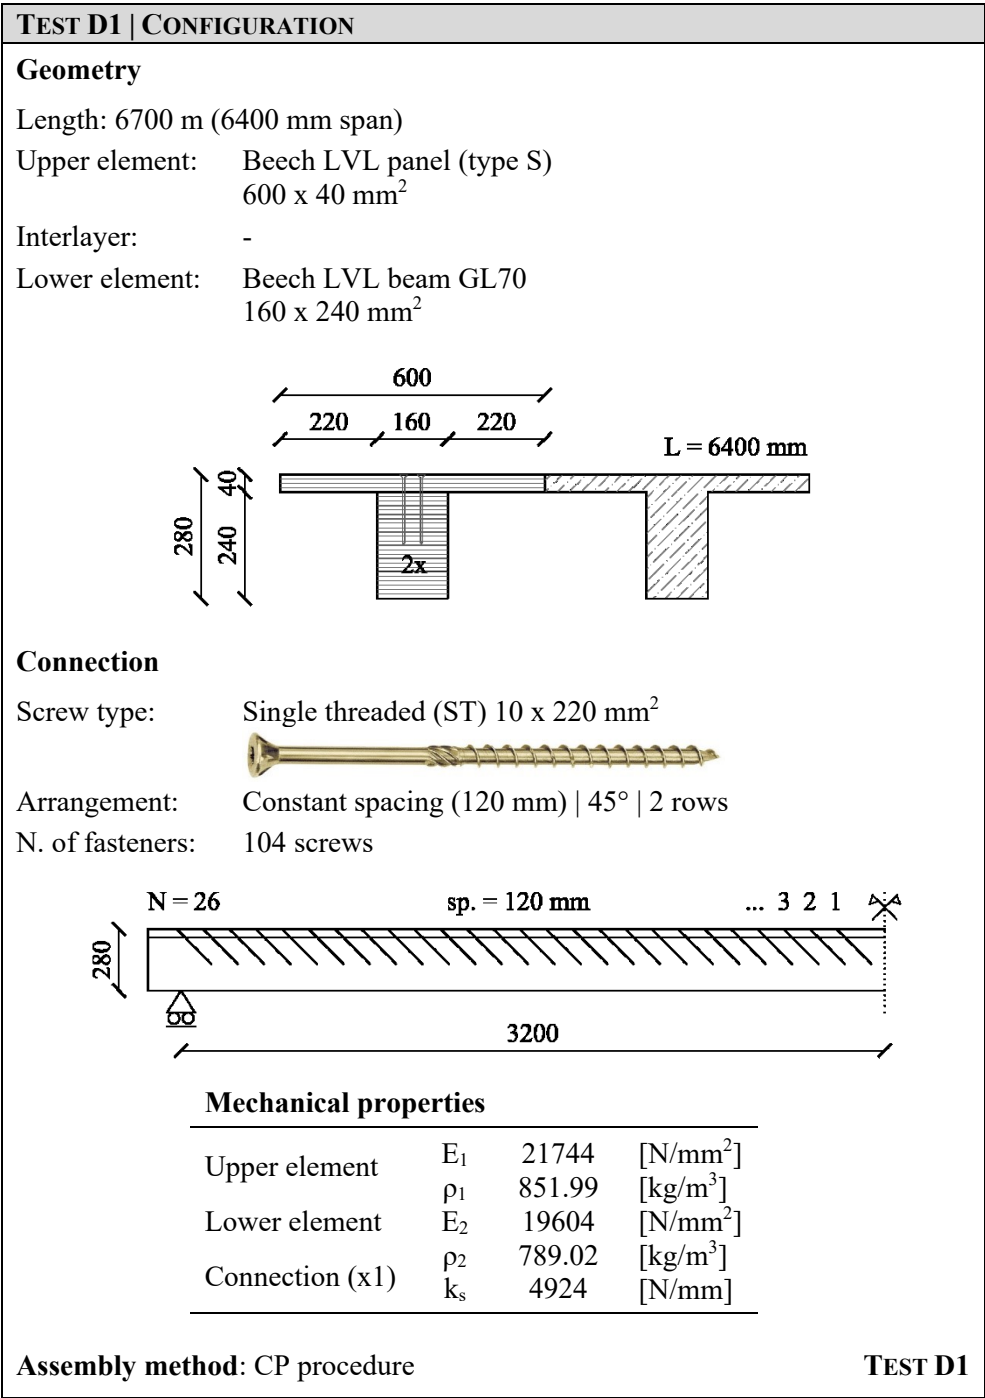 TEST D1 | CONFIGURATION
Geometry
Length: 6700 m (6400 mm span)
Upper element: Beech LVL panel (type S)
600 x 40 mm²
Interlayer: -
Lower element: Beech LVL beam GL70
160 x 240 mm²
600
220 160 220
L = 6400 mm
40
280
240
2x
Connection
Screw type: Single threaded (ST) 10 x 220 mm²
Arrangement: Constant spacing (120 mm) | 45° | 2 rows
N. of fasteners: 104 screws
N = 26 sp. = 120 mm ... 3 2 1
280
3200
Mechanical properties
Upper element E₁ 21744 [N/mm²]
ρ₁ 851.99 [kg/m³]
Lower element E₂ 19604 [N/mm²]
ρ₂ 789.02 [kg/m³]
Connection (x1) kₛ 4924 [N/mm]
Assembly method: CP procedure TEST D1